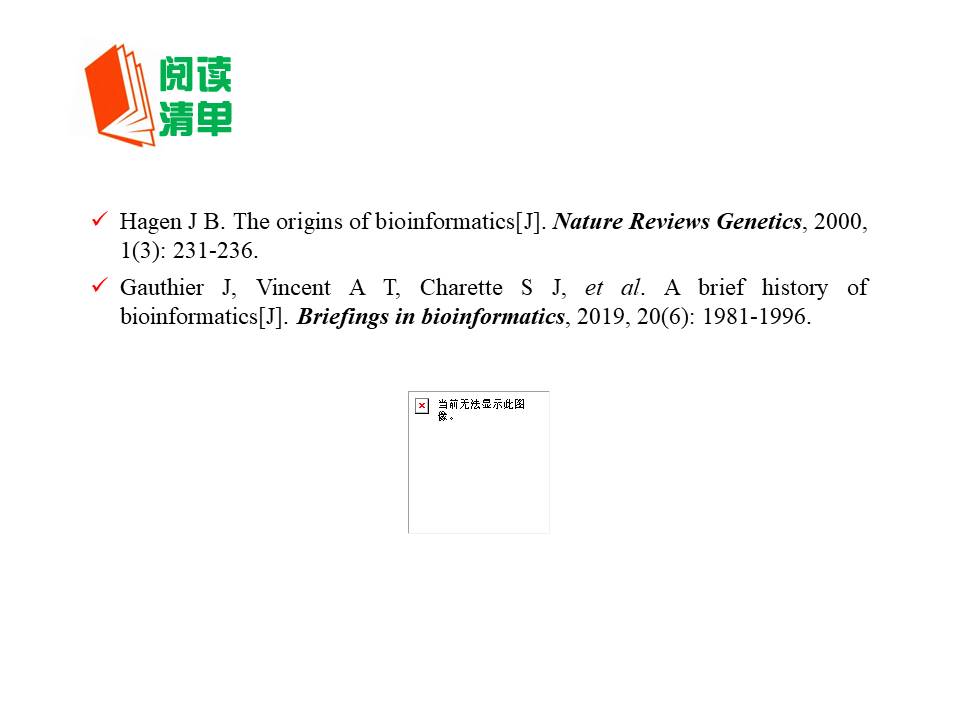 阅读
清单
Hagen J B. The origins of bioinformatics[J]. Nature Reviews Genetics, 2000,
1(3): 231-236.
Gauthier J, Vincent A T, Charette S J, et al. A brief history of
bioinformatics[J]. Briefings in bioinformatics, 2019, 20(6): 1981-1996.
当前无法显示此图
像。